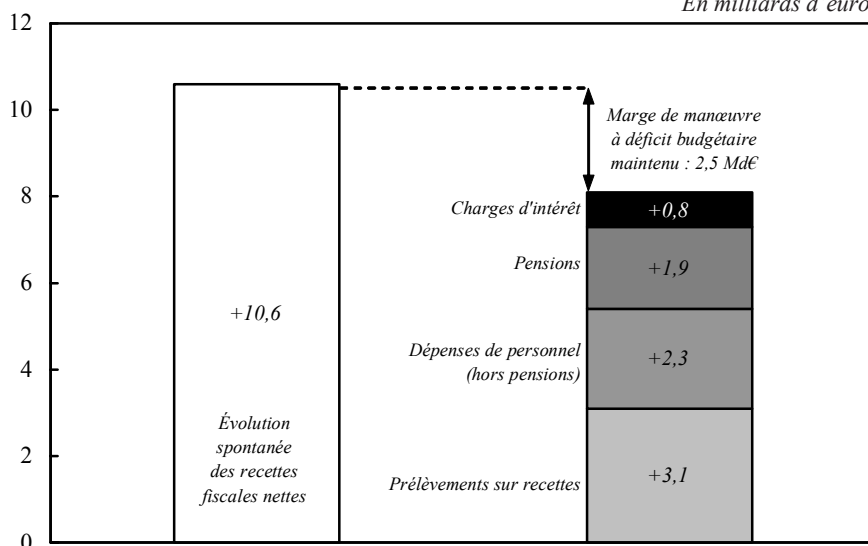 En milliards d'euro
12
10
8
6
4
2
0
+10,6
Évolution
spontanée
des recettes
fiscales nettes
Marge de manœuvre
à déficit budgétaire
maintenu : 2,5 Md€
Charges d'intérêt
+0,8
Pensions
+1,9
Dépenses de personnel
(hors pensions)
+2,3
Prélèvements sur recettes
+3,1